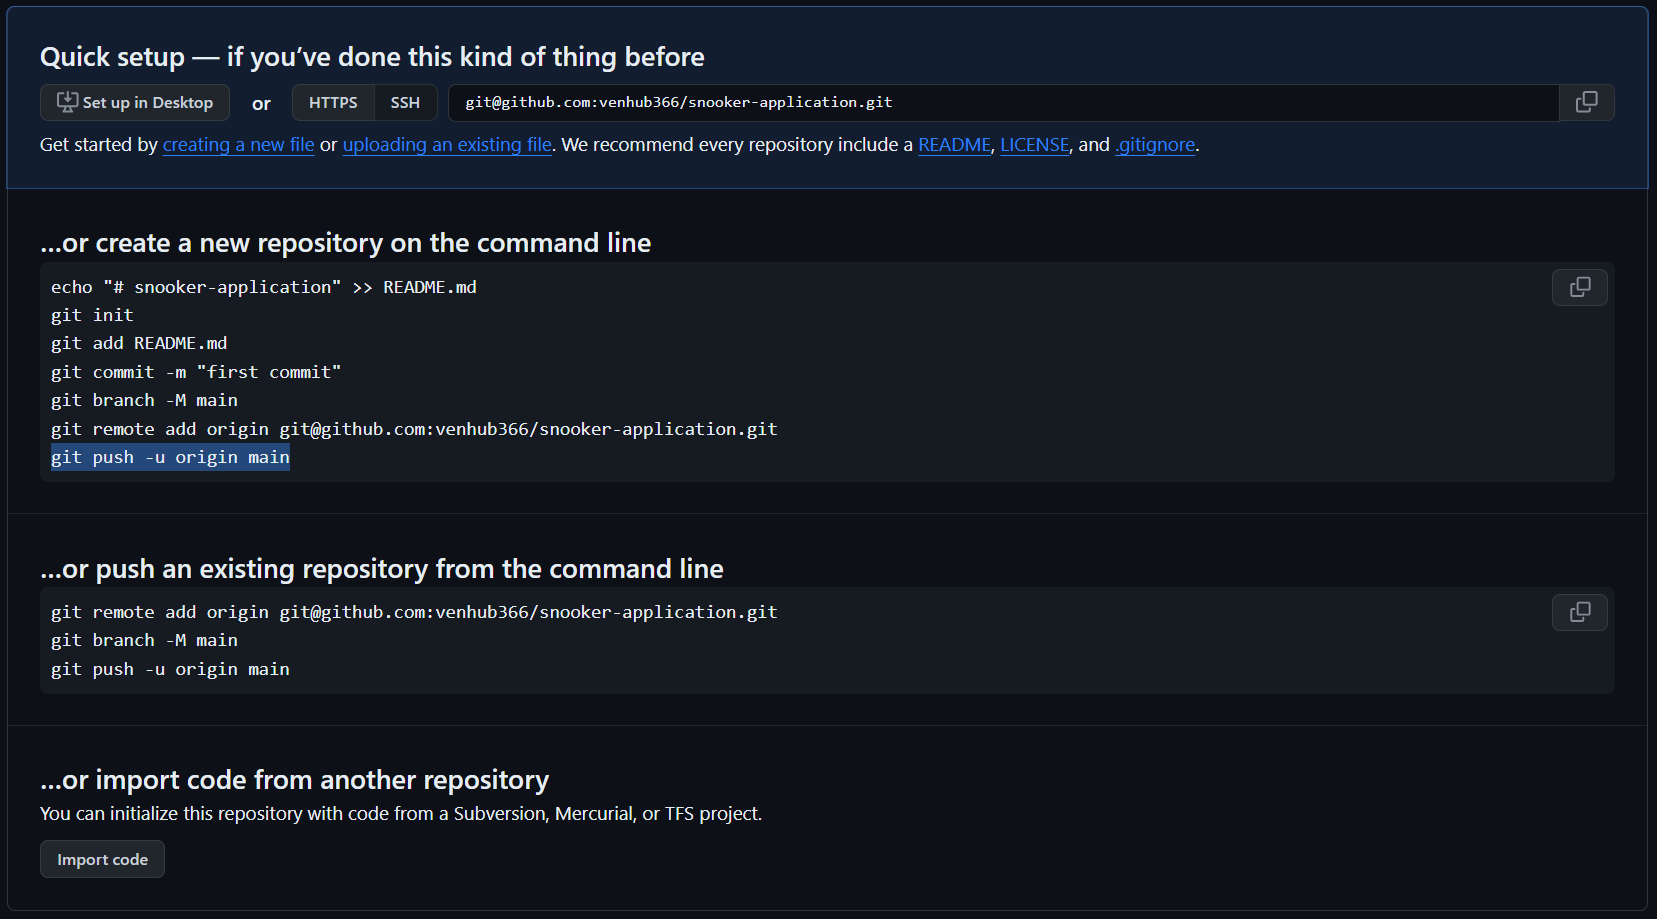 Quick setup — if you’ve done this kind of thing before
Set up in Desktop or HTTPS SSH git@github.com:venhub366/snooker-application.git
Get started by creating a new file or uploading an existing file. We recommend every repository include a README, LICENSE, and .gitignore.
...or create a new repository on the command line
echo "# snooker-application" >> README.md
git init
git add README.md
git commit -m "first commit"
git branch -M main
git remote add origin git@github.com:venhub366/snooker-application.git
git push -u origin main
...or push an existing repository from the command line
git remote add origin git@github.com:venhub366/snooker-application.git
git branch -M main
git push -u origin main
...or import code from another repository
You can initialize this repository with code from a Subversion, Mercurial, or TFS project.
Import code